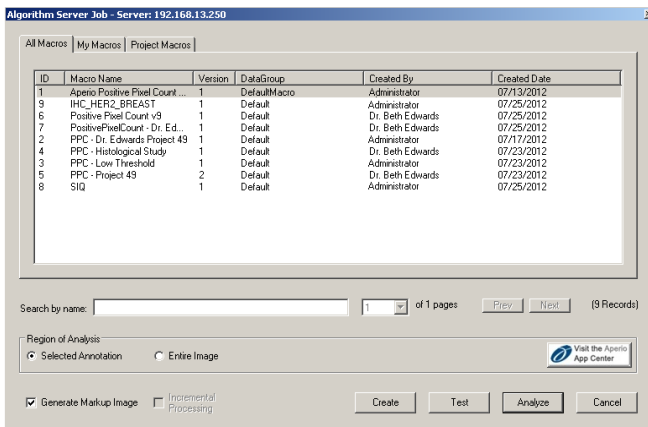 Algorithm Server Job - Server: 192.168.13.250
All Macros My Macros Project Macros
ID Macro Name Version DataGroup Created By Created Date
1 Aperio Positive Pixel Count ... 1 DefaultMacro Administrator 07/13/2012
9 IHC_HER2_BREAST 1 Default Administrator 07/25/2012
6 Positive Pixel Count v9 1 Default Dr. Beth Edwards 07/25/2012
7 PositivePixelCount - Dr. Ed... 1 Default Dr. Beth Edwards 07/25/2012
2 PPC - Dr. Edwards Project 49 1 Default Administrator 07/17/2012
4 PPC - Histological Study 1 Default Dr. Beth Edwards 07/23/2012
3 PPC - Low Threshold 1 Default Administrator 07/23/2012
5 PPC - Project 49 2 Default Dr. Beth Edwards 07/23/2012
8 SIQ 1 Default Administrator 07/25/2012
Search by name: 1 of 1 pages Prev Next (9 Records)
Region of Analysis
Selected Annotation Entire Image
Visit the Aperio
App Center
Generate Markup Image Incremental
Processing
Create Test Analyze Cancel